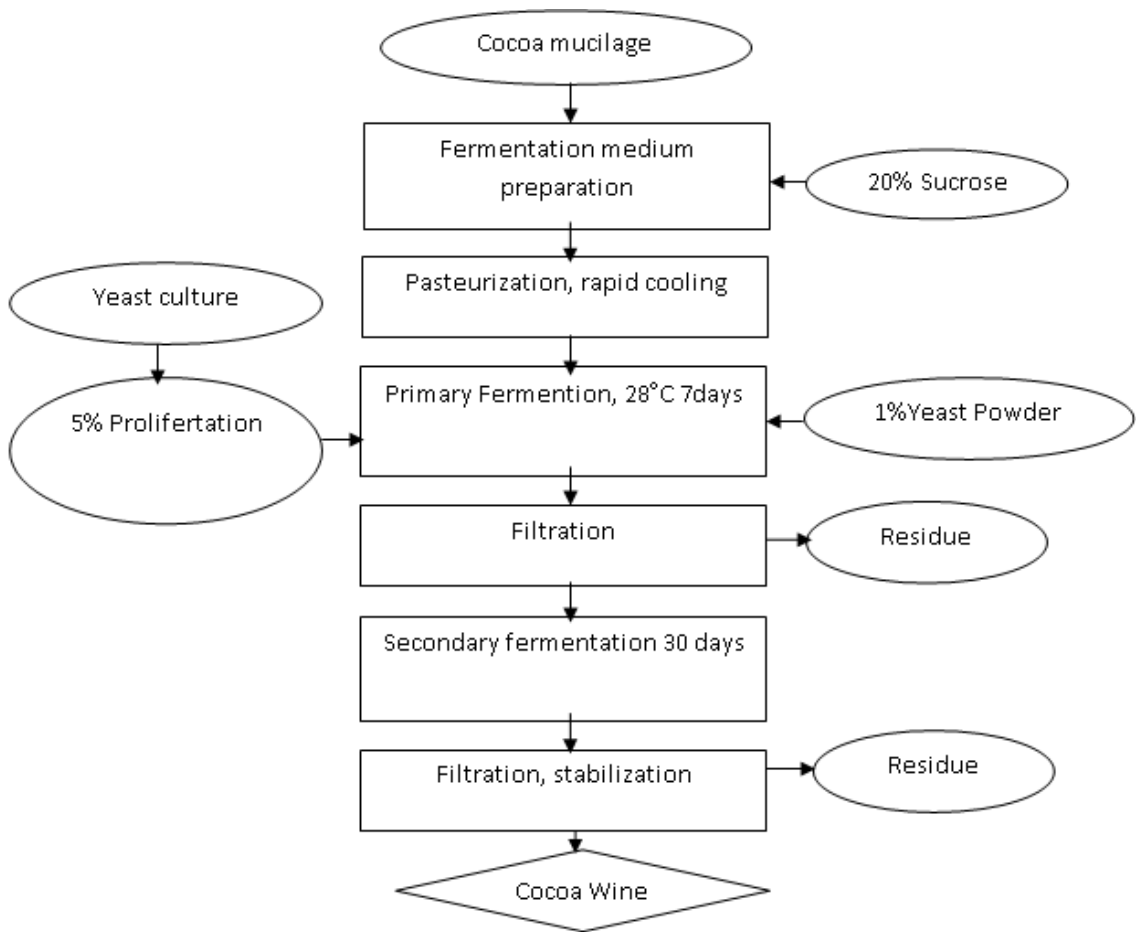 Cocoa mucilage
Fermentation medium
preparation
20% Sucrose
Pasteurization, rapid cooling
Yeast culture
Primary Fermention, 28°C 7days
5% Prolifertation
1%Yeast Powder
Filtration
Residue
Secondary fermentation 30 days
Filtration, stabilization
Residue
Cocoa Wine